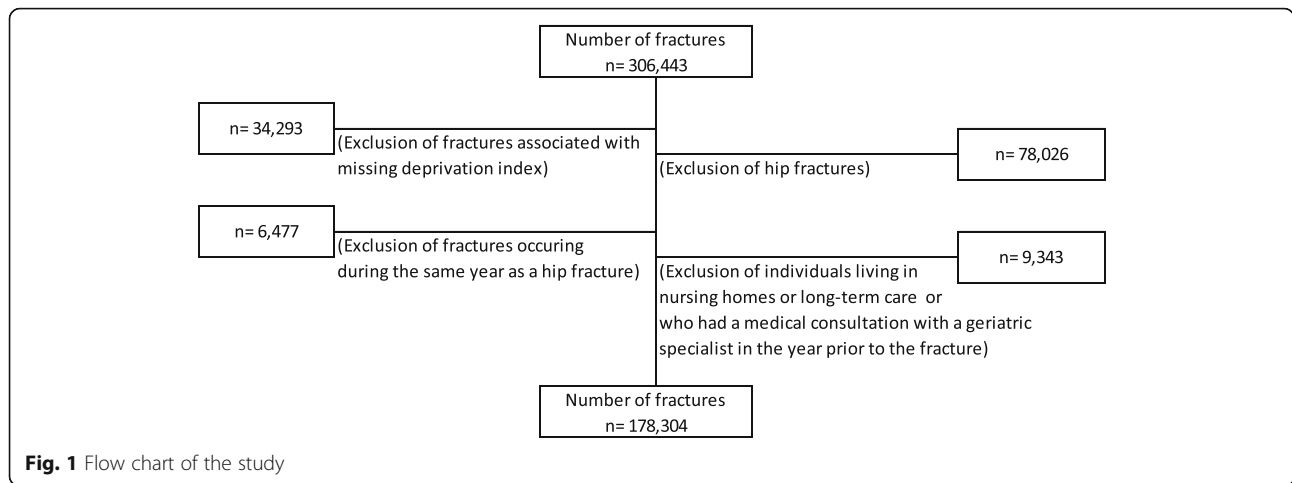 Number of fractures
n= 306,443
n= 34,293
(Exclusion of fractures associated with
missing deprivation index)
(Exclusion of hip fractures)
n= 78,026
n= 6,477
(Exclusion of fractures occuring
during the same year as a hip fracture)
(Exclusion of individuals living in
nursing homes or long-term care or
who had a medical consultation with a geriatric
specialist in the year prior to the fracture)
n= 9,343
Number of fractures
n= 178,304
Fig. 1 Flow chart of the study